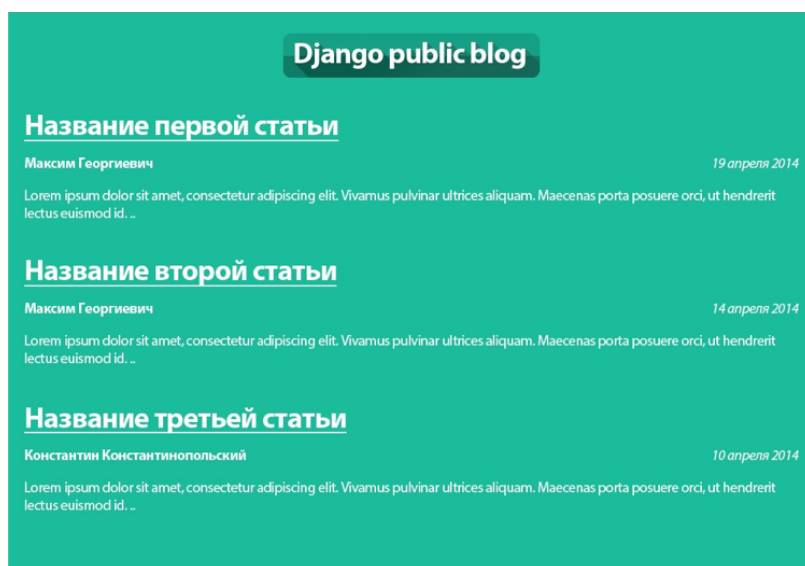 Django public blog
Название первой статьи
Максим Георгиевич 19 апреля 2014
Lorem ipsum dolor sit amet, consectetur adipiscing elit. Vivamus pulvinar ultrices aliquam. Maecenas porta posuere orci, ut hendrerit
lectus euismod id. ..
Название второй статьи
Максим Георгиевич 14 апреля 2014
Lorem ipsum dolor sit amet, consectetur adipiscing elit. Vivamus pulvinar ultrices aliquam. Maecenas porta posuere orci, ut hendrerit
lectus euismod id. ..
Название третьей статьи
Константин Константинопольский 10 апреля 2014
Lorem ipsum dolor sit amet, consectetur adipiscing elit. Vivamus pulvinar ultrices aliquam. Maecenas porta posuere orci, ut hendrerit
lectus euismod id. ..